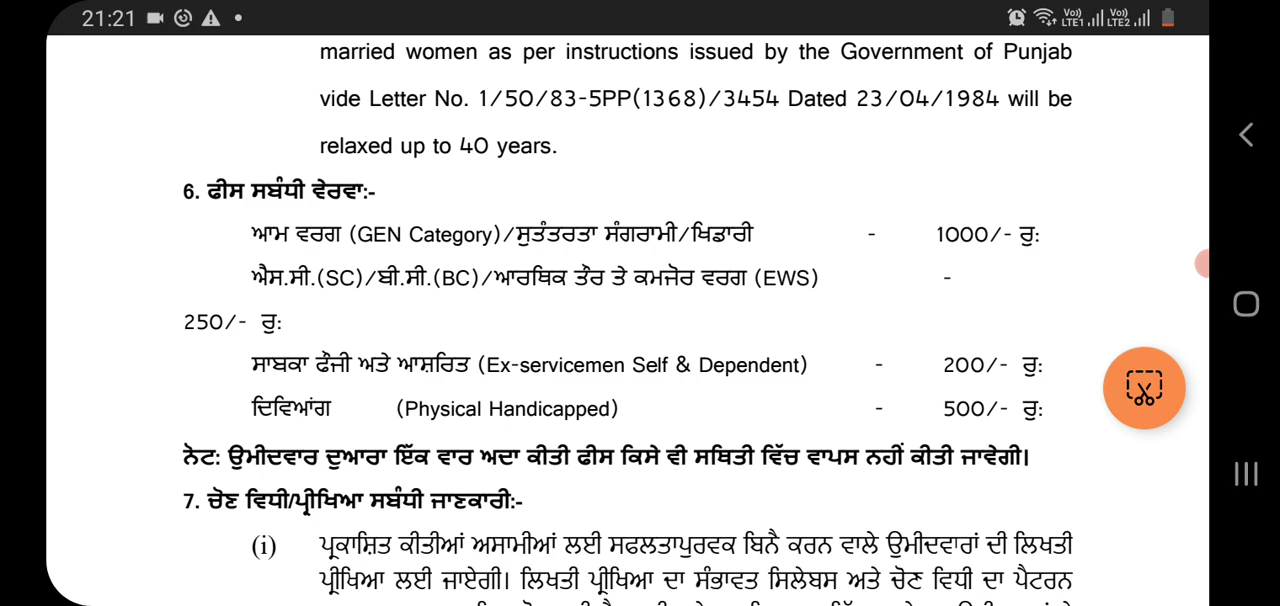 21:21
Vo)) LTE1 Vo)) LTE2
married women as per instructions issued by the Government of Punjab
vide Letter No. 1/50/83-5PP(1368)/3454 Dated 23/04/1984 will be
relaxed up to 40 years.
6. ਫੀਸ ਸਬੰਧੀ ਵੇਰਵਾ:-
ਆਮ ਵਰਗ (GEN Category)/ਸੁਤੰਤਰਤਾ ਸੰਗਰਾਮੀ/ਖਿਡਾਰੀ - 1000/- ਰੁ:
ਐਸ.ਸੀ.(SC)/ਬੀ.ਸੀ.(BC)/ਆਰਥਿਕ ਤੌਰ ਤੇ ਕਮਜੋਰ ਵਰਗ (EWS) -
250/- ਰੁ:
ਸਾਬਕਾ ਫੌਜੀ ਅਤੇ ਆਸ਼ਰਿਤ (Ex-servicemen Self & Dependent) - 200/- ਰੁ:
ਦਿਵਿਆਂਗ (Physical Handicapped) - 500/- ਰੁ:
ਨੋਟ: ਉਮੀਦਵਾਰ ਦੁਆਰਾ ਇੱਕ ਵਾਰ ਅਦਾ ਕੀਤੀ ਫੀਸ ਕਿਸੇ ਵੀ ਸਥਿਤੀ ਵਿੱਚ ਵਾਪਸ ਨਹੀਂ ਕੀਤੀ ਜਾਵੇਗੀ।
7. ਚੋਣ ਵਿਧੀ/ਪ੍ਰੀਖਿਆ ਸਬੰਧੀ ਜਾਣਕਾਰੀ:-
(i) ਪ੍ਰਕਾਸ਼ਿਤ ਕੀਤੀਆਂ ਅਸਾਮੀਆਂ ਲਈ ਸਫਲਤਾਪੂਰਵਕ ਬਿਨੈ ਕਰਨ ਵਾਲੇ ਉਮੀਦਵਾਰਾਂ ਦੀ ਲਿਖਤੀ
ਪ੍ਰੀਖਿਆ ਲਈ ਜਾਏਗੀ। ਲਿਖਤੀ ਪ੍ਰੀਖਿਆ ਦਾ ਸੰਭਾਵਤ ਸਿਲੇਬਸ ਅਤੇ ਚੋਣ ਵਿਧੀ ਦਾ ਪੈਟਰਨ